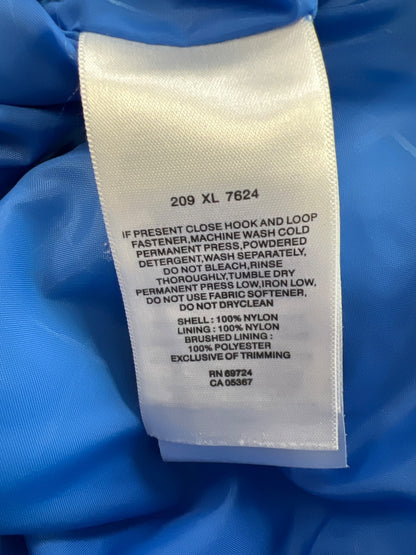 209 XL 7624
IF PRESENT CLOSE HOOK AND LOOP
FASTENER,MACHINE WASH COLD
PERMANENT PRESS,POWDERED
DETERGENT,WASH SEPARATELY,
DO NOT BLEACH,RINSE
THOROUGHLY,TUMBLE DRY
PERMANENT PRESS LOW,IRON LOW,
DO NOT USE FABRIC SOFTENER,
DO NOT DRYCLEAN
SHELL : 100% NYLON
LINING : 100% NYLON
BRUSHED LINING :
100% POLYESTER
EXCLUSIVE OF TRIMMING
RN 69724
CA 05367